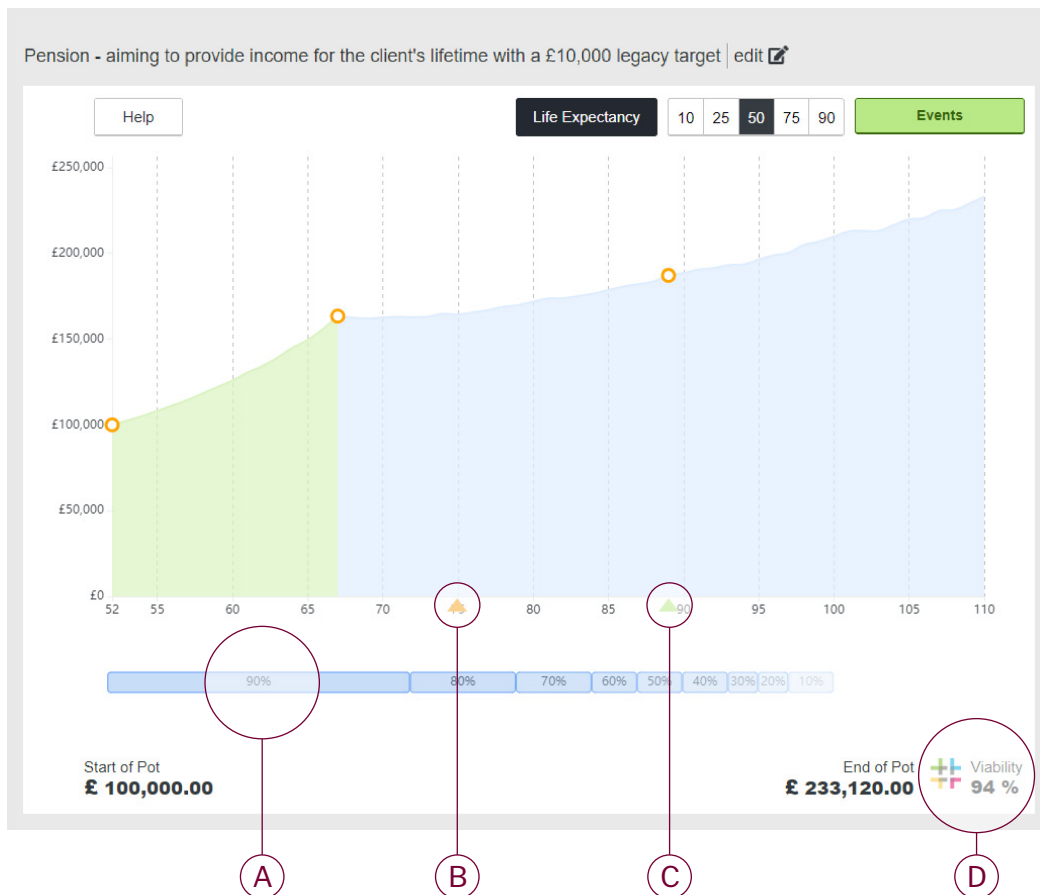 Pension - aiming to provide income for the client's lifetime with a £10,000 legacy target | edit
Help
Life Expectancy
10 25 50 75 90
Events
£250,000
£200,000
£150,000
£100,000
£50,000
£0
52 55 60 65 70 75 80 85 90 95 100 105 110
90% 80% 70% 60% 50% 40% 30% 20% 10%
Start of Pot
£ 100,000.00
End of Pot
£ 233,120.00
Viability
94 %
A B C D